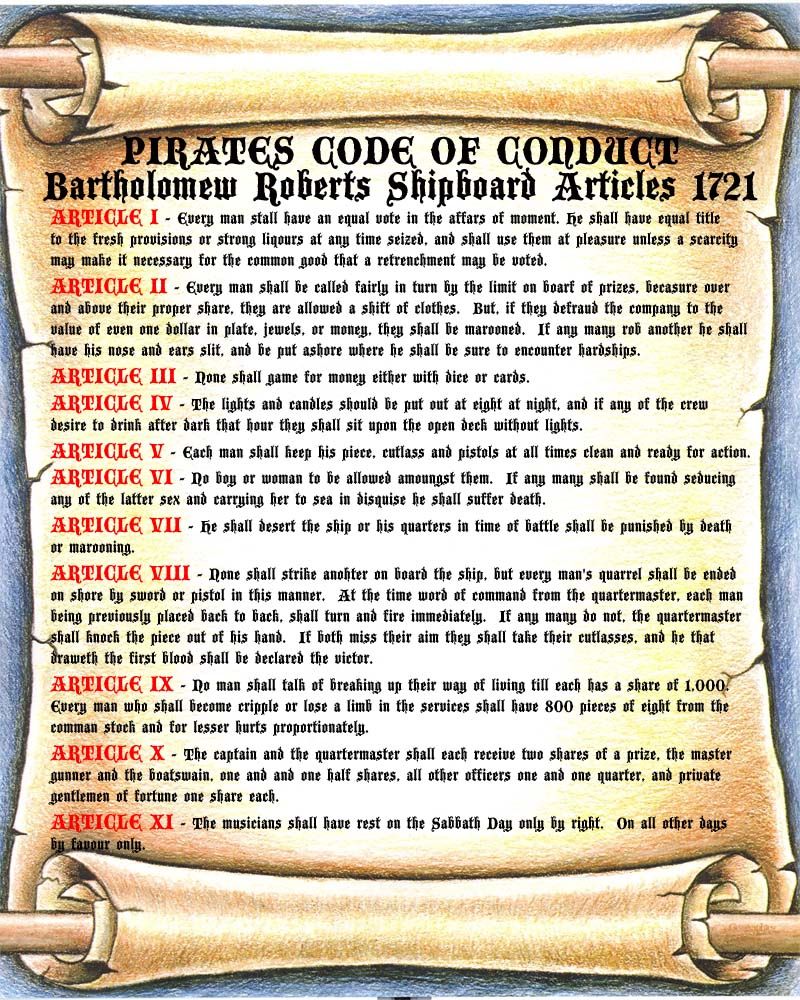 PIRATES CODE OF CONDUCT
Bartholomew Roberts Shipboard Articles 1721
ARTICLE I - Every man stall have an equal vote in the affars of moment. He shall have equal title
to the fresh provisions or strong liqours at any time seized, and shall use them at pleasure unless a scarcity
may make it necessary for the common good that a retrenchment may be voted.
ARTICLE II - Every man shall be called fairly in turn by the limit on boarf of prizes, becasure over
and above their proper share, they are allowed a shift of clothes. But, if they defraud the company to the
value of even one dollar in plate, jewels, or money, they shall be marooned. If any many rob another he shall
have his nose and ears slit, and be put ashore where he shall be sure to encounter hardships.
ARTICLE III - None shall game for money either with dice or cards.
ARTICLE IV - The lights and candles should be put out at eight at night, and if any of the crew
desire to drink after dark that hour they shall sit upon the open deck without lights.
ARTICLE V - Each man shall keep his piece, cutlass and pistols at all times clean and ready for action.
ARTICLE VI - No boy or woman to be allowed amoungst them. If any many shall be found seducing
any of the latter sex and carrying her to sea in disquise he shall suffer death.
ARTICLE VII - He shall desert the ship or his quarters in time of battle shall be punished by death
or marooning.
ARTICLE VIII - None shall strike anohter on board the ship, but every man's quarrel shall be ended
on shore by sword or pistol in this manner. At the time word of command from the quartermaster, each man
being previously placed back to back, shall turn and fire immediately. If any many do not, the quartermaster
shall knock the piece out of his hand. If both miss their aim they shall take their cutlasses, and he that
draweth the first blood shall be declared the victor.
ARTICLE IX - No man shall talk of breaking up their way of living till each has a share of 1,000.
Every man who shall become cripple or lose a limb in the services shall have 800 pieces of eight from the
comman stock and for lesser hurts proportionately.
ARTICLE X - The captain and the quartermaster shall each receive two shares of a prize, the master
gunner and the boatswain, one and and one half shares, all other officers one and one quarter, and private
gentlemen of fortune one share each.
ARTICLE XI - The musicians shall have rest on the Sabbath Day only by right. On all other days
by favour only.